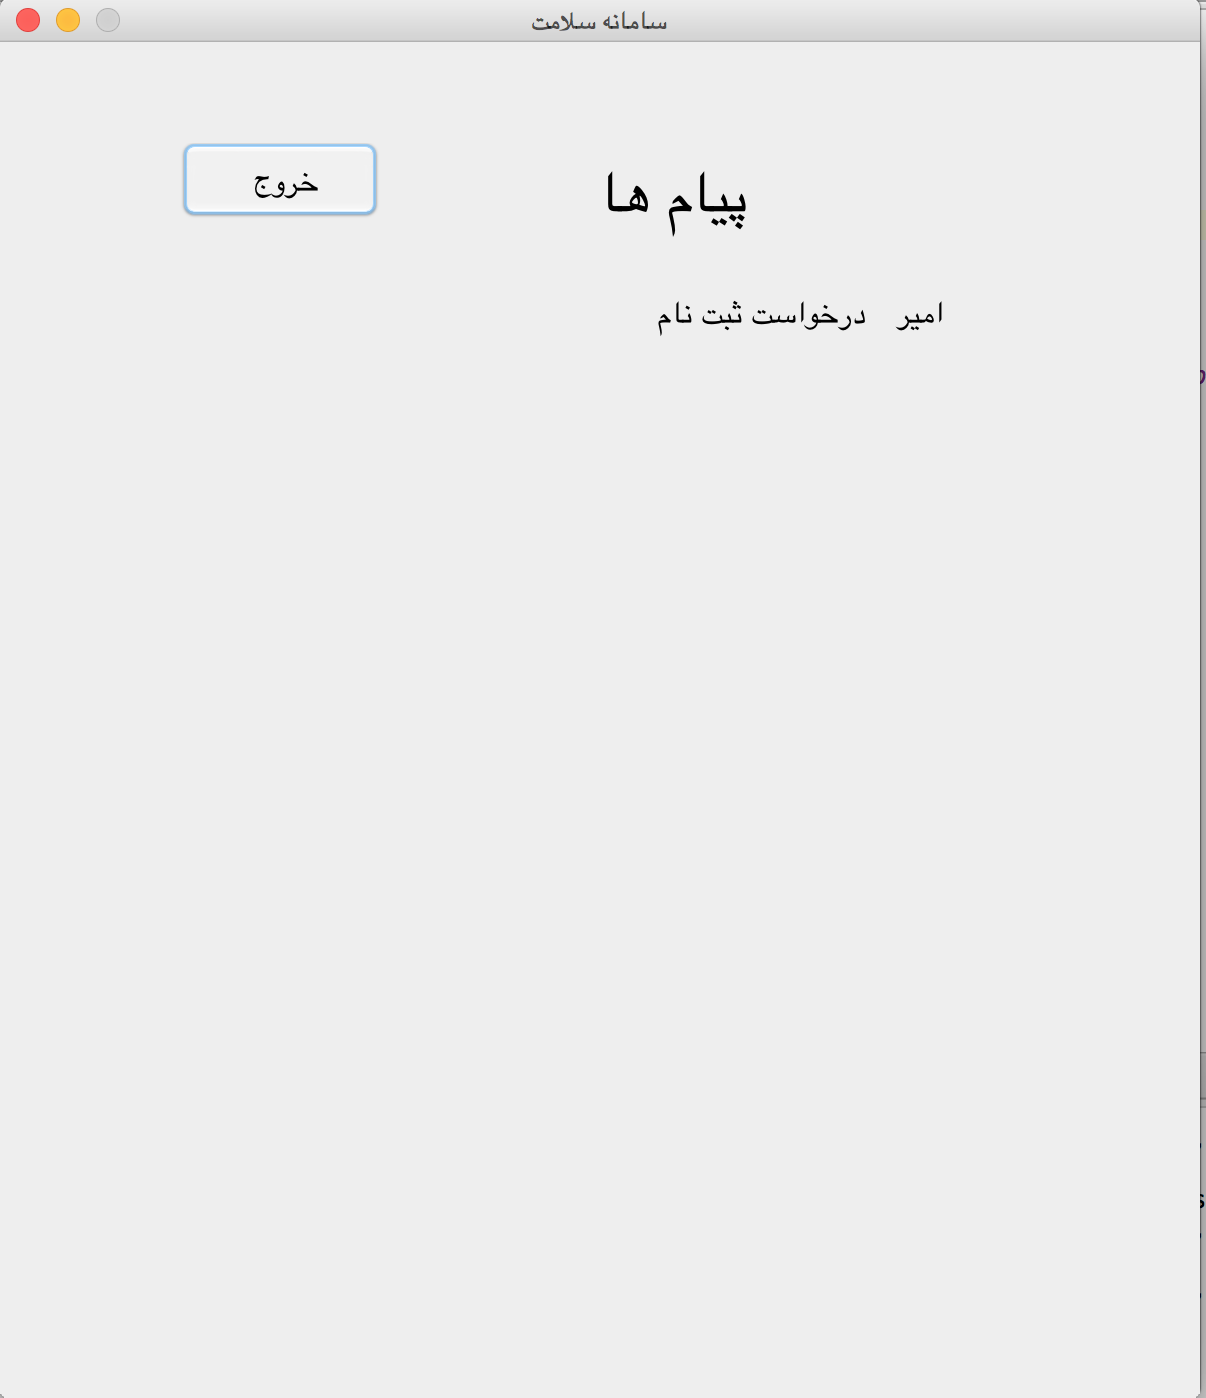 سامانه سلامت
خروج
پیام ها
امیر درخواست ثبت نام